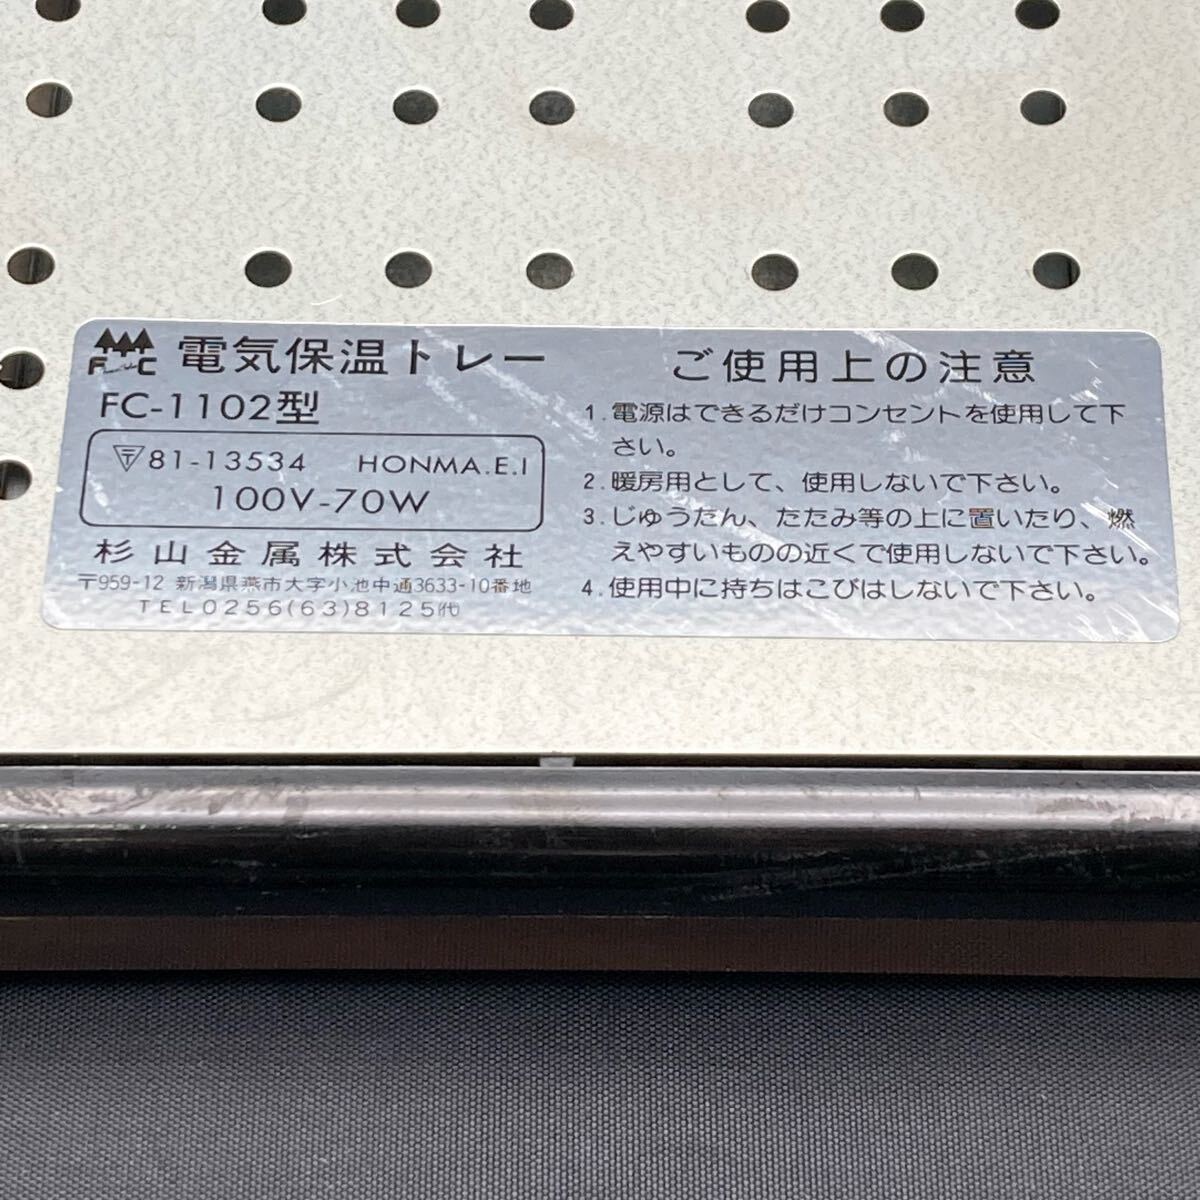 F C 電気保温トレー
FC-1102型
〒81-13534 HONMA.E.I
100V-70W
杉山金属株式会社
〒959-12 新潟県燕市大字小池中通3633-10番地
TEL0256(63)8125㈹
ご使用上の注意
1.電源はできるだけコンセントを使用して下
さい。
2.暖房用として、使用しないで下さい。
3.じゅうたん、たたみ等の上に置いたり、燃
えやすいものの近くで使用しないで下さい。
4.使用中に持ちはこびはしないで下さい。